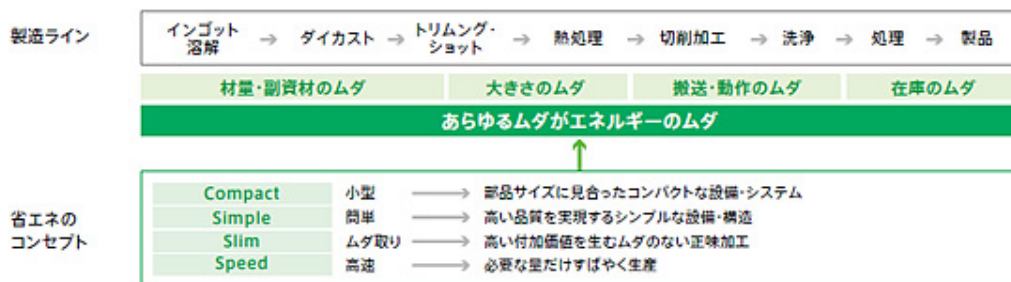 製造ライン
インゴット溶解 → ダイカスト → トリムング・ショット → 熱処理 → 切削加工 → 洗浄 → 処理 → 製品
材量・副資材のムダ 大きさのムダ 搬送・動作のムダ 在庫のムダ
あらゆるムダがエネルギーのムダ
省エネのコンセプト
Compact 小型 → 部品サイズに見合ったコンパクトな設備・システム
Simple 簡単 → 高い品質を実現するシンプルな設備・構造
Slim ムダ取り → 高い付加価値を生むムダのない正味加工
Speed 高速 → 必要な量だけすばやく生産